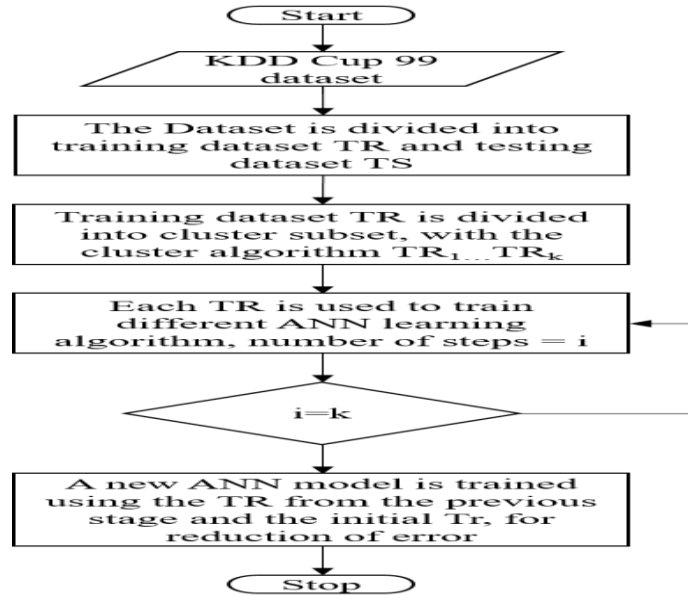 Start
KDD Cup 99
dataset
The Dataset is divided into
training dataset TR and testing
dataset TS
Training dataset TR is divided
into cluster subset, with the
cluster algorithm TR₁...TRₖ
Each TR is used to train
different ANN learning
algorithm, number of steps = i
i=k
A new ANN model is trained
using the TR from the previous
stage and the initial Tr, for
reduction of error
Stop